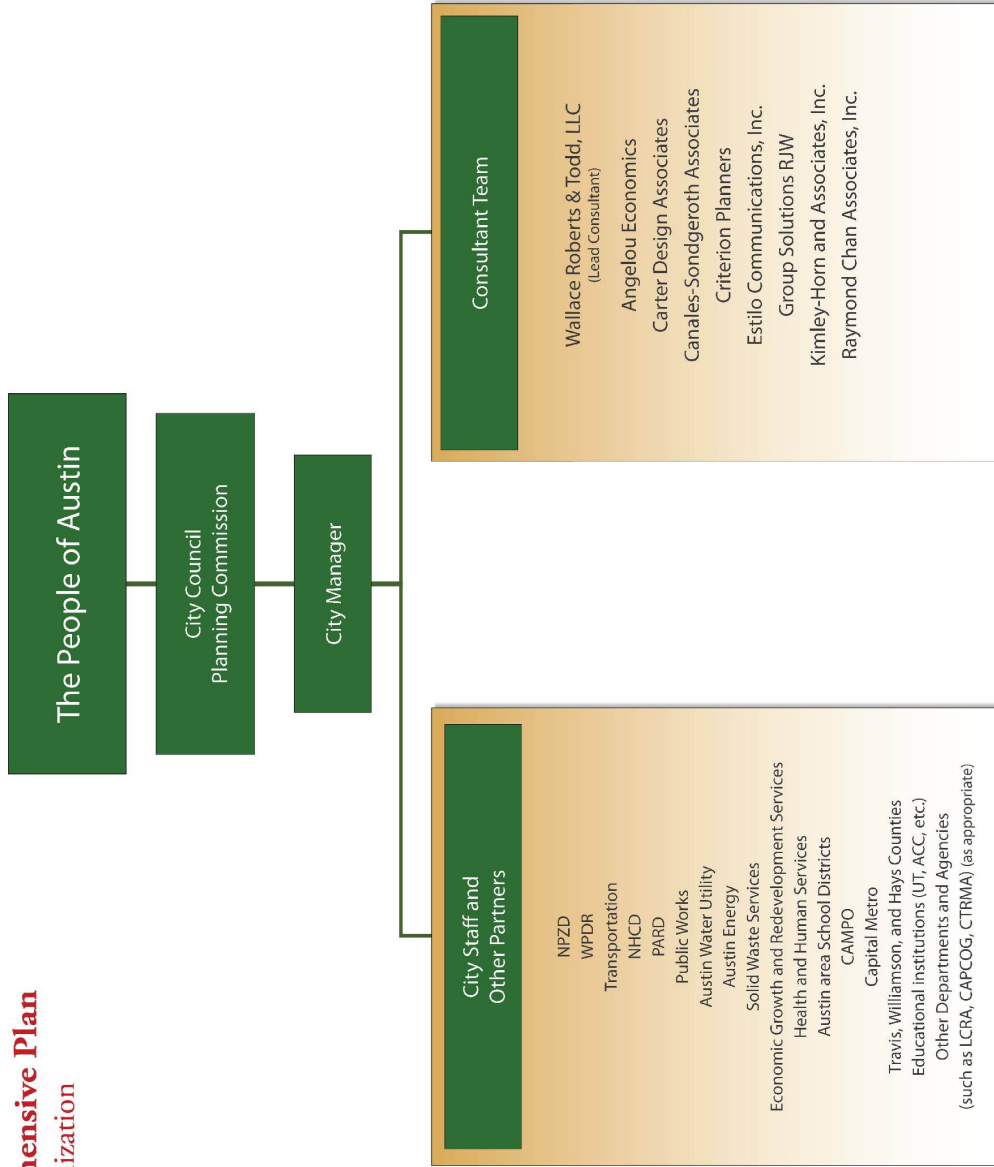 hensive Plan
ization
The People of Austin
City Council
Planning Commission
City Manager
City Staff and
Other Partners
NPZD
WPDR
Transportation
NHCD
PARD
Public Works
Austin Water Utility
Austin Energy
Solid Waste Services
Economic Growth and Redevelopment Services
Health and Human Services
Austin area School Districts
CAMPO
Capital Metro
Travis, Williamson, and Hays Counties
Educational institutions (UT, ACC, etc.)
Other Departments and Agencies
(such as LCRA, CAPCOG, CTRMA) (as appropriate)
Consultant Team
Wallace Roberts & Todd, LLC
(Lead Consultant)
Angelou Economics
Carter Design Associates
Canales-Sondgeroth Associates
Criterion Planners
Estilo Communications, Inc.
Group Solutions RJW
Kimley-Horn and Associates, Inc.
Raymond Chan Associates, Inc.